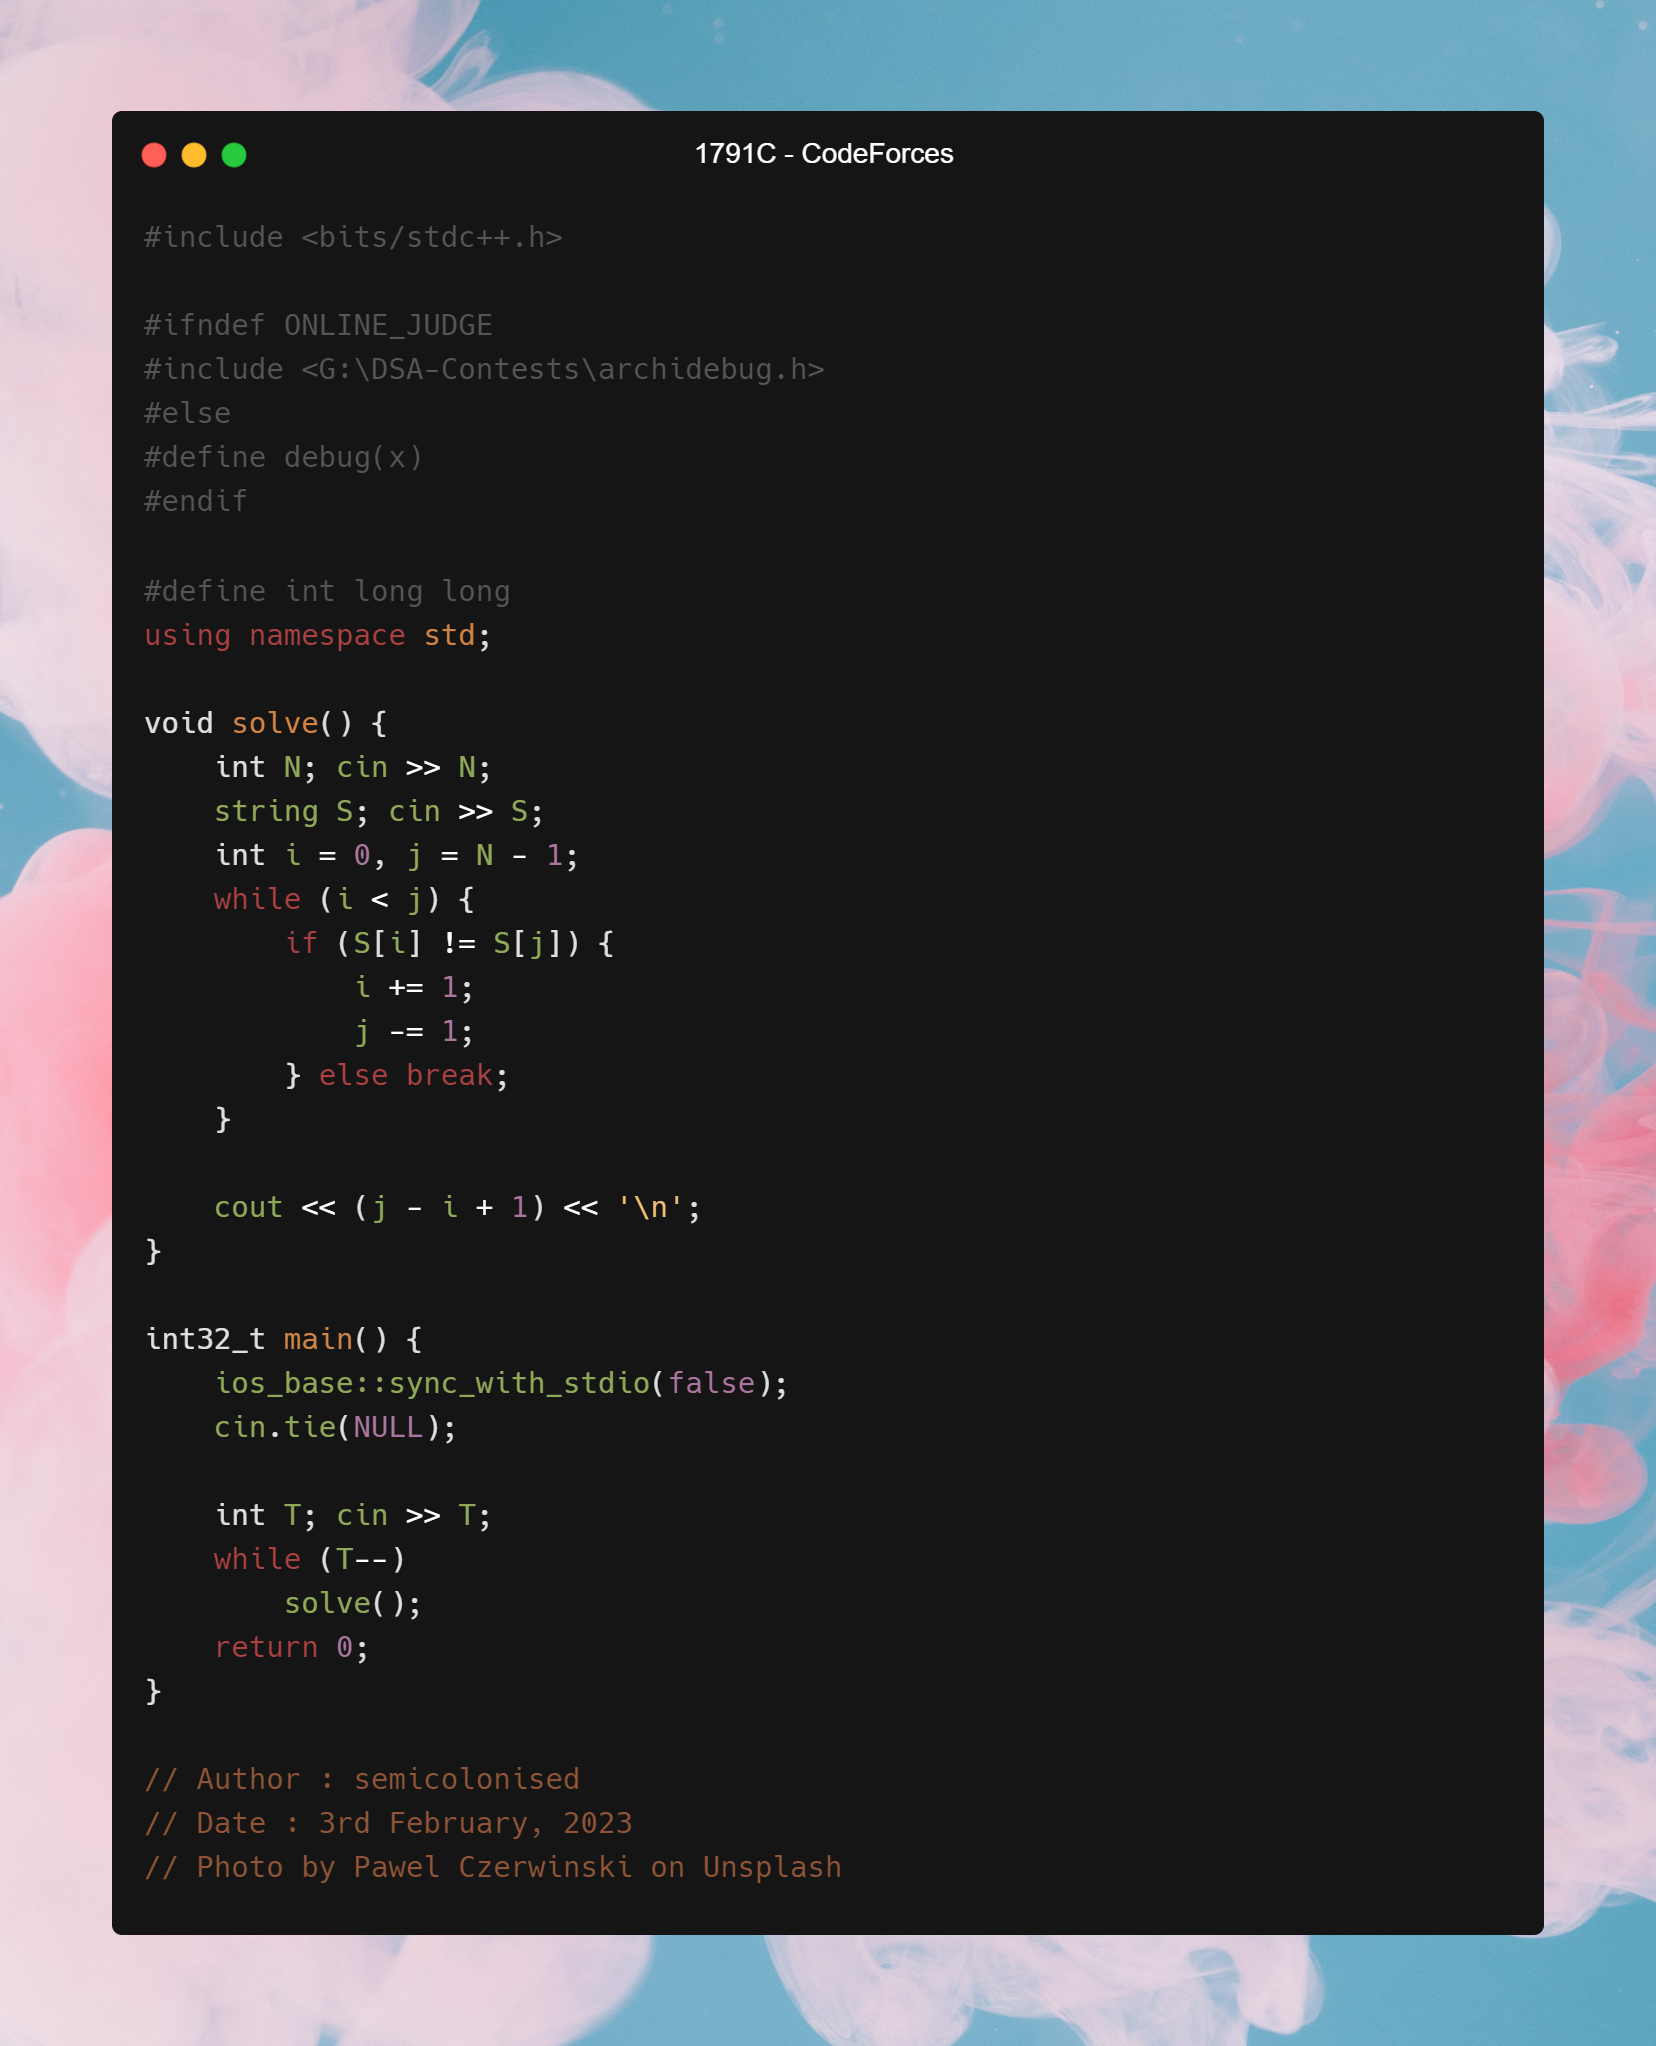 1791C - CodeForces
#include <bits/stdc++.h>
#ifndef ONLINE_JUDGE
#include <G:\DSA-Contests\archidebug.h>
#else
#define debug(x)
#endif
#define int long long
using namespace std;
void solve() {
    int N; cin >> N;
    string S; cin >> S;
    int i = 0, j = N - 1;
    while (i < j) {
        if (S[i] != S[j]) {
            i += 1;
            j -= 1;
        } else break;
    }
    cout << (j - i + 1) << '\n';
}
int32_t main() {
    ios_base::sync_with_stdio(false);
    cin.tie(NULL);
    int T; cin >> T;
    while (T--)
        solve();
    return 0;
}
// Author : semicolonised
// Date : 3rd February, 2023
// Photo by Pawel Czerwinski on Unsplash